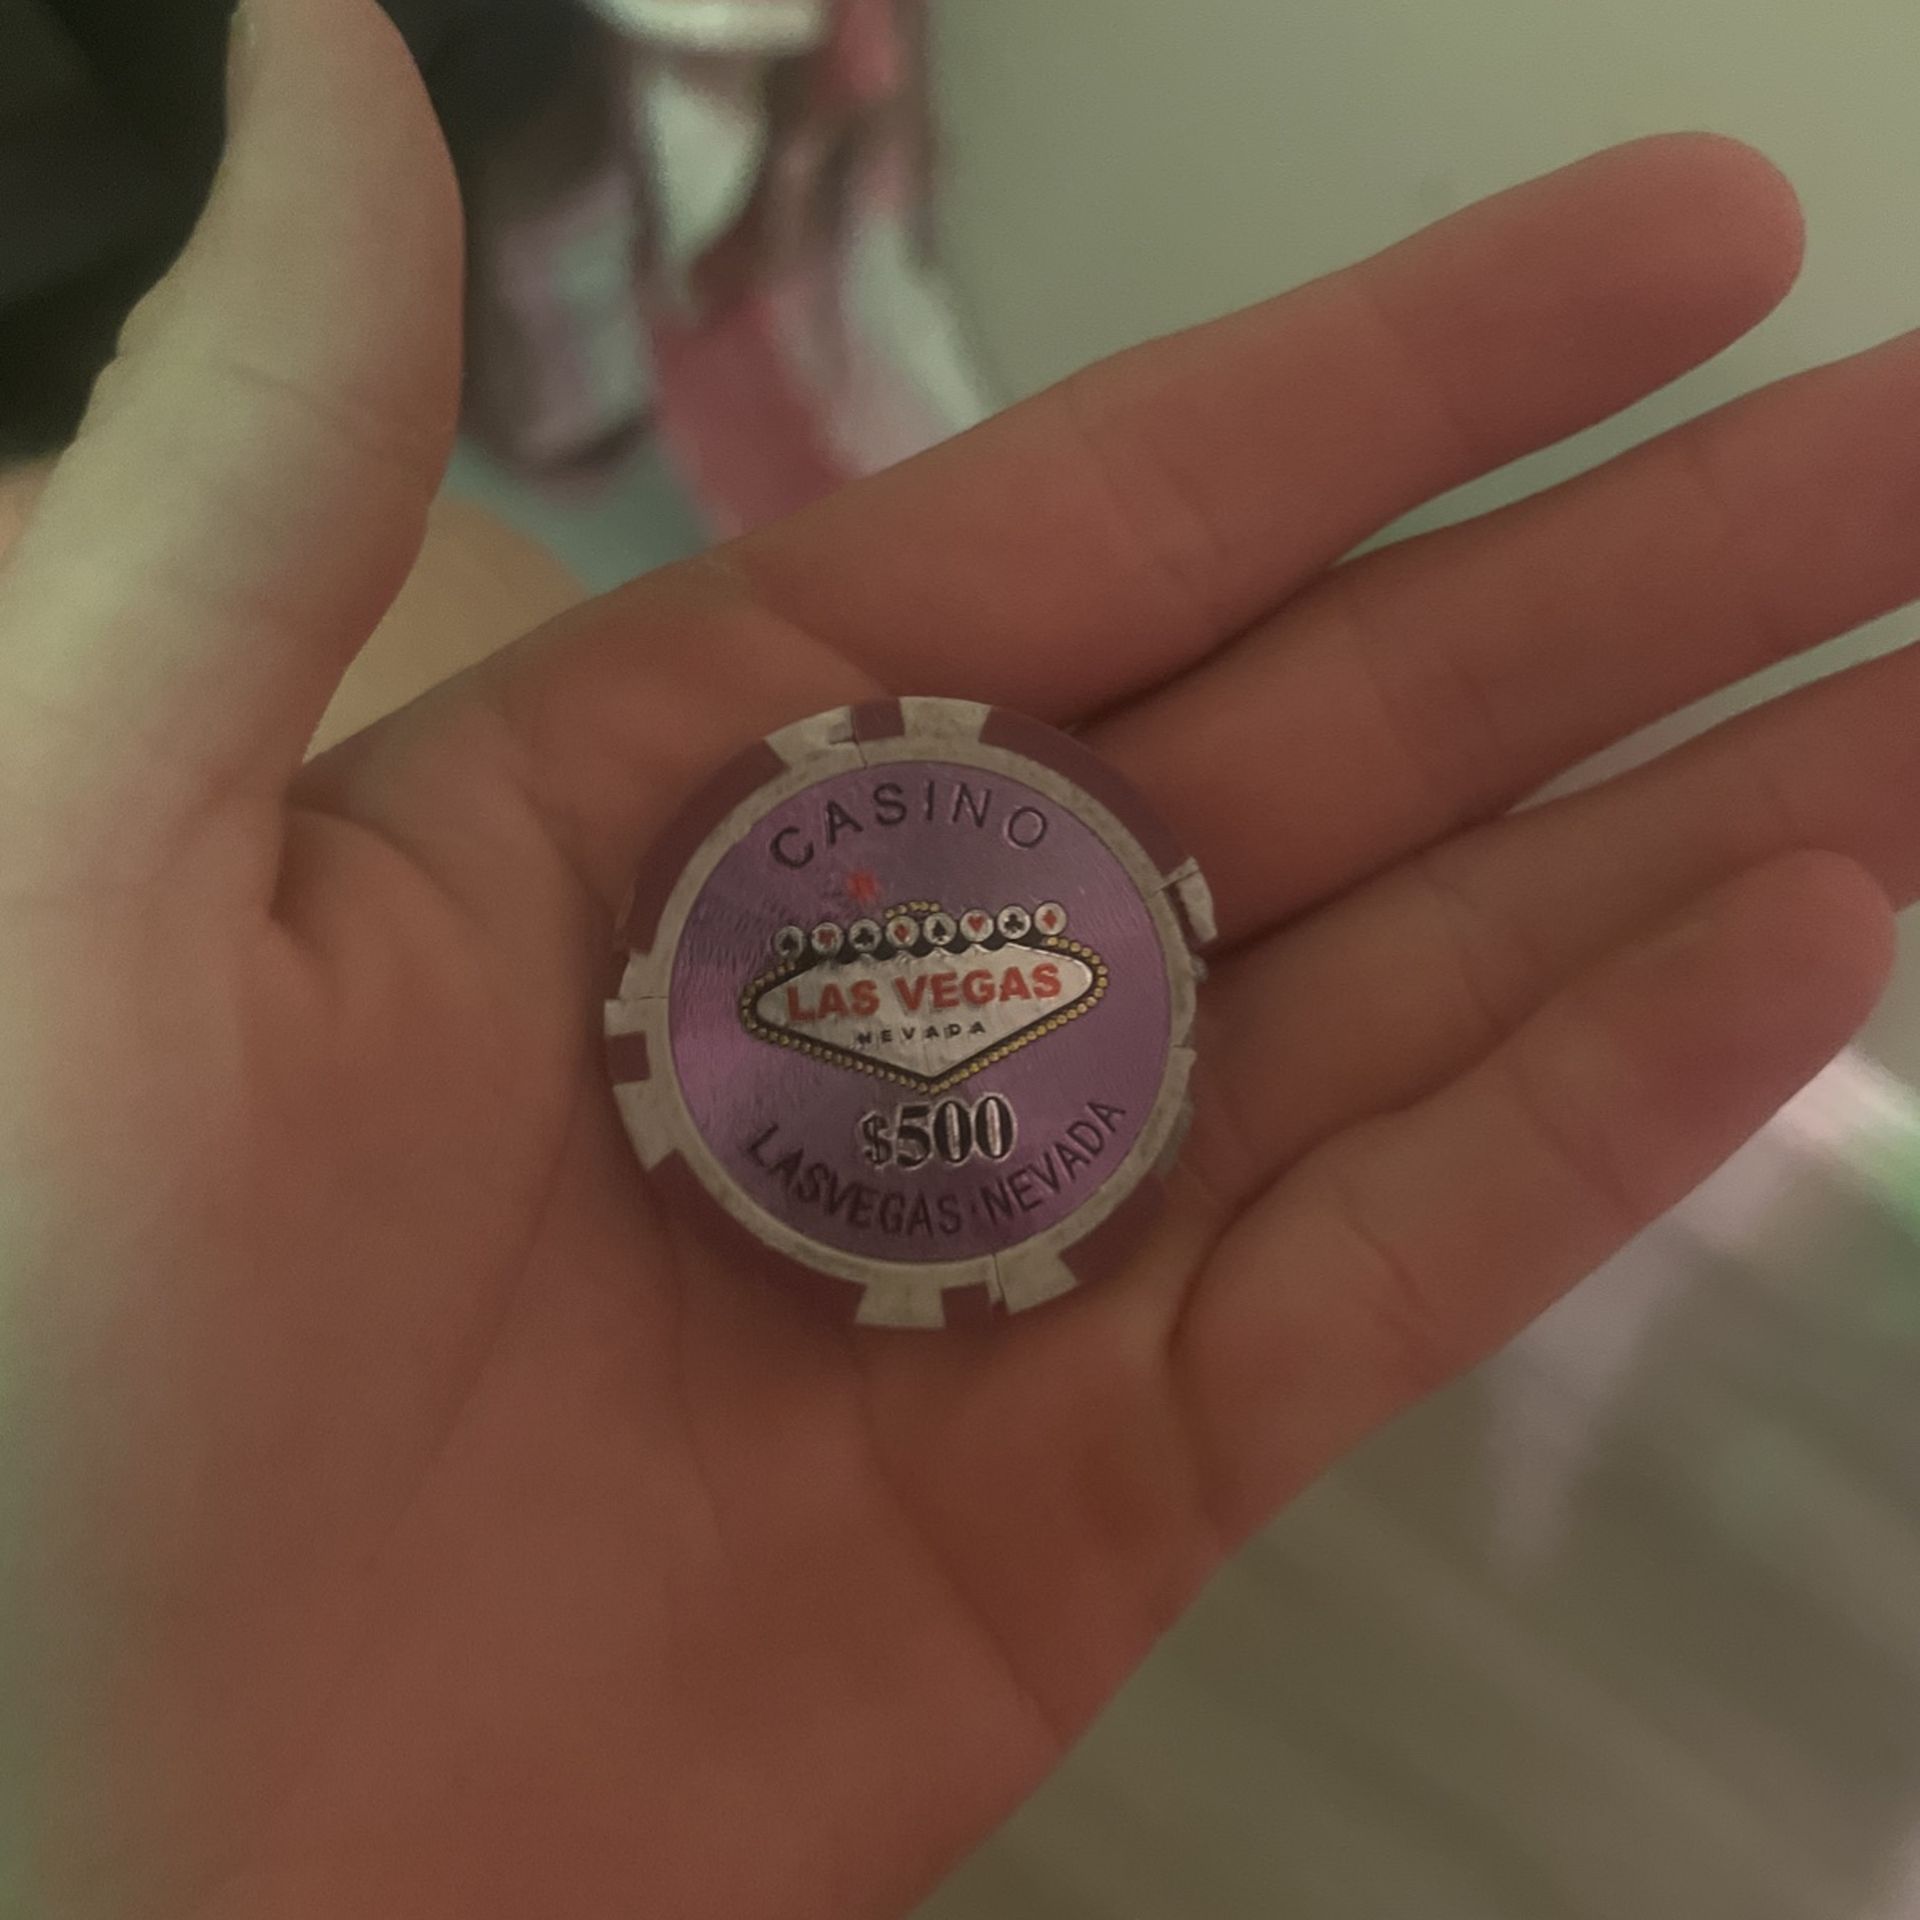 CASINO
LAS VEGAS
NEVADA
$500
LASVEGAS·NEVADA